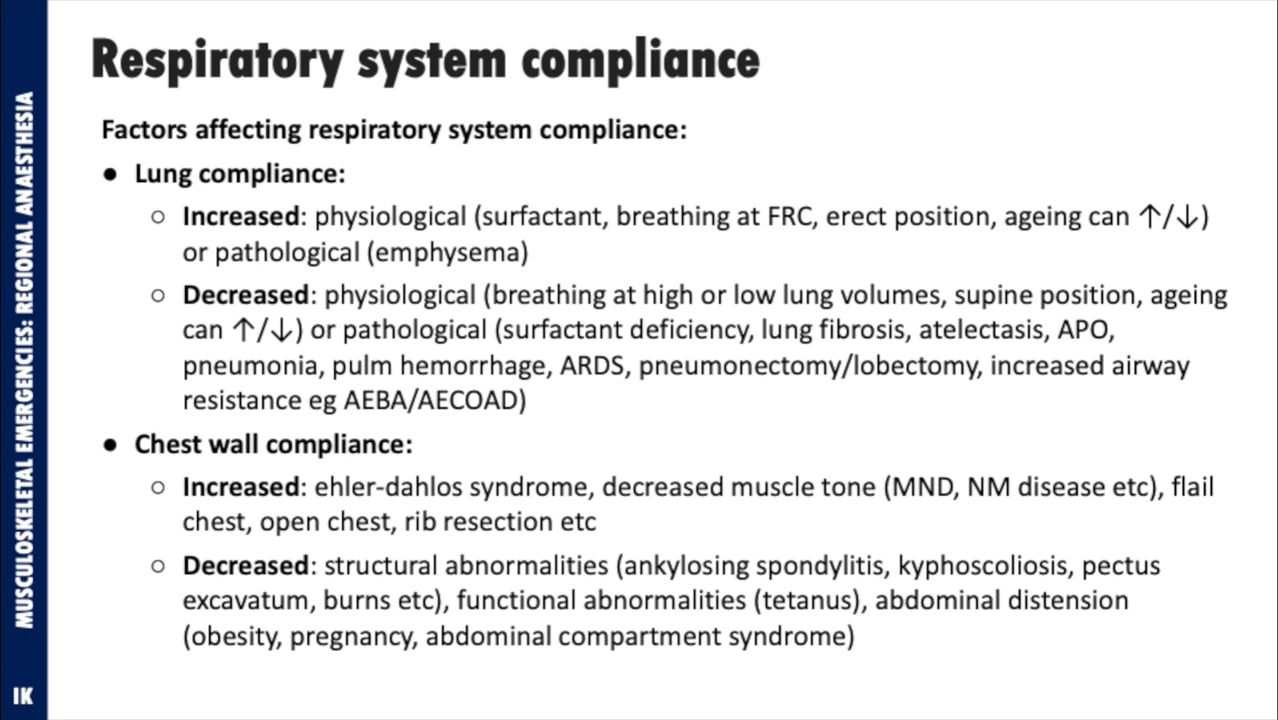 Respiratory system compliance
Factors affecting respiratory system compliance:
● Lung compliance:
○ Increased: physiological (surfactant, breathing at FRC, erect position, ageing can ↑/↓)
or pathological (emphysema)
○ Decreased: physiological (breathing at high or low lung volumes, supine position, ageing
can ↑/↓) or pathological (surfactant deficiency, lung fibrosis, atelectasis, APO,
pneumonia, pulm hemorrhage, ARDS, pneumonectomy/lobectomy, increased airway
resistance eg AEBA/AECOAD)
● Chest wall compliance:
○ Increased: ehler-dahlos syndrome, decreased muscle tone (MND, NM disease etc), flail
chest, open chest, rib resection etc
○ Decreased: structural abnormalities (ankylosing spondylitis, kyphoscoliosis, pectus
excavatum, burns etc), functional abnormalities (tetanus), abdominal distension
(obesity, pregnancy, abdominal compartment syndrome)
MUSCULOSKELETAL EMERGENCIES: REGIONAL ANAESTHESIA
IK